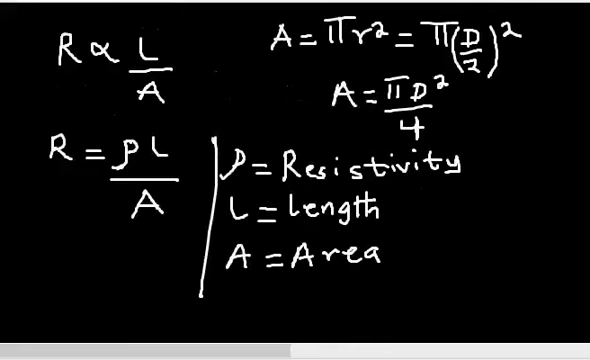 R ∝ L/A
A = πr² = π(D/2)²
A = πD²/4
R = ρL/A
ρ = Resistivity
L = Length
A = Area